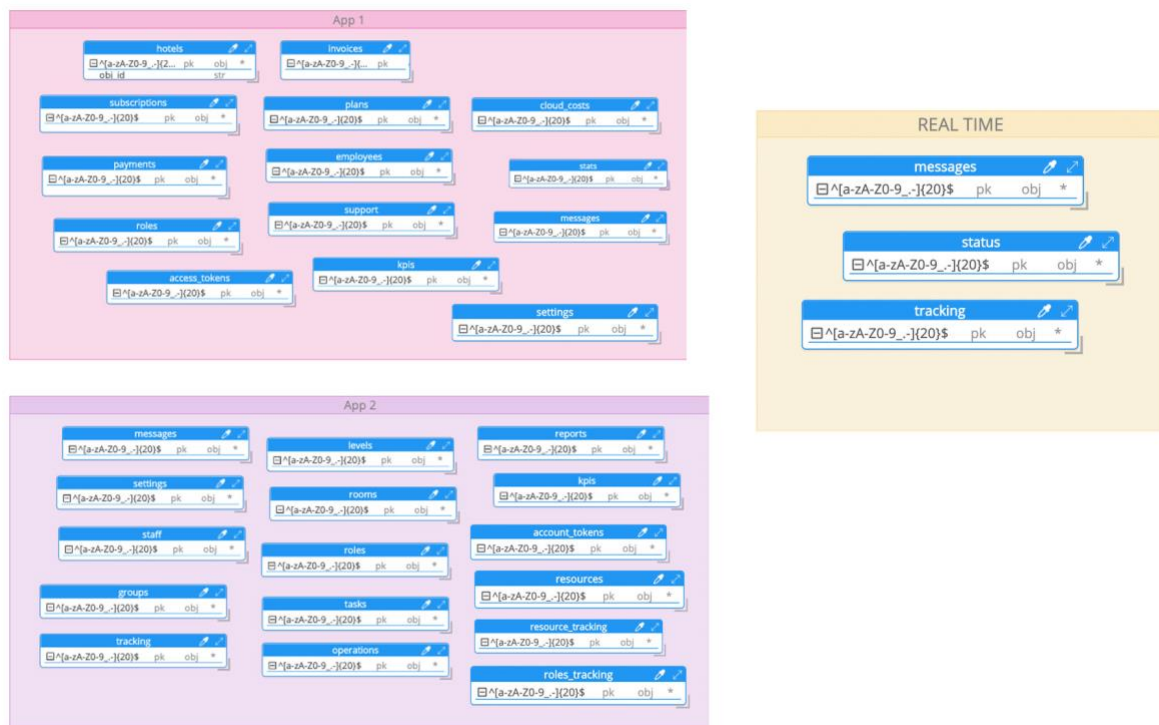 App 1
hotels
^[a-zA-Z0-9_.-]{2... pk obj *
obj_id str
invoices
^[a-zA-Z0-9_.-]{... pk
subscriptions
^[a-zA-Z0-9_.-]{20}$ pk obj *
plans
^[a-zA-Z0-9_.-]{20}$ pk obj *
cloud_costs
^[a-zA-Z0-9_.-]{20}$ pk obj *
payments
^[a-zA-Z0-9_.-]{20}$ pk obj *
employees
^[a-zA-Z0-9_.-]{20}$ pk obj *
stats
^[a-zA-Z0-9_.-]{20}$ pk obj *
roles
^[a-zA-Z0-9_.-]{20}$ pk obj *
support
^[a-zA-Z0-9_.-]{20}$ pk obj *
messages
^[a-zA-Z0-9_.-]{20}$ pk obj *
access_tokens
^[a-zA-Z0-9_.-]{20}$ pk obj *
kpis
^[a-zA-Z0-9_.-]{20}$ pk obj *
settings
^[a-zA-Z0-9_.-]{20}$ pk obj *
REAL TIME
messages
^[a-zA-Z0-9_.-]{20}$ pk obj *
status
^[a-zA-Z0-9_.-]{20}$ pk obj *
tracking
^[a-zA-Z0-9_.-]{20}$ pk obj *
App 2
messages
^[a-zA-Z0-9_.-]{20}$ pk obj *
levels
^[a-zA-Z0-9_.-]{20}$ pk obj *
reports
^[a-zA-Z0-9_.-]{20}$ pk obj *
settings
^[a-zA-Z0-9_.-]{20}$ pk obj *
rooms
^[a-zA-Z0-9_.-]{20}$ pk obj *
kpis
^[a-zA-Z0-9_.-]{20}$ pk obj *
staff
^[a-zA-Z0-9_.-]{20}$ pk obj *
roles
^[a-zA-Z0-9_.-]{20}$ pk obj *
account_tokens
^[a-zA-Z0-9_.-]{20}$ pk obj *
groups
^[a-zA-Z0-9_.-]{20}$ pk obj *
tasks
^[a-zA-Z0-9_.-]{20}$ pk obj *
resources
^[a-zA-Z0-9_.-]{20}$ pk obj *
tracking
^[a-zA-Z0-9_.-]{20}$ pk obj *
operations
^[a-zA-Z0-9_.-]{20}$ pk obj *
resource_tracking
^[a-zA-Z0-9_.-]{20}$ pk obj *
roles_tracking
^[a-zA-Z0-9_.-]{20}$ pk obj *